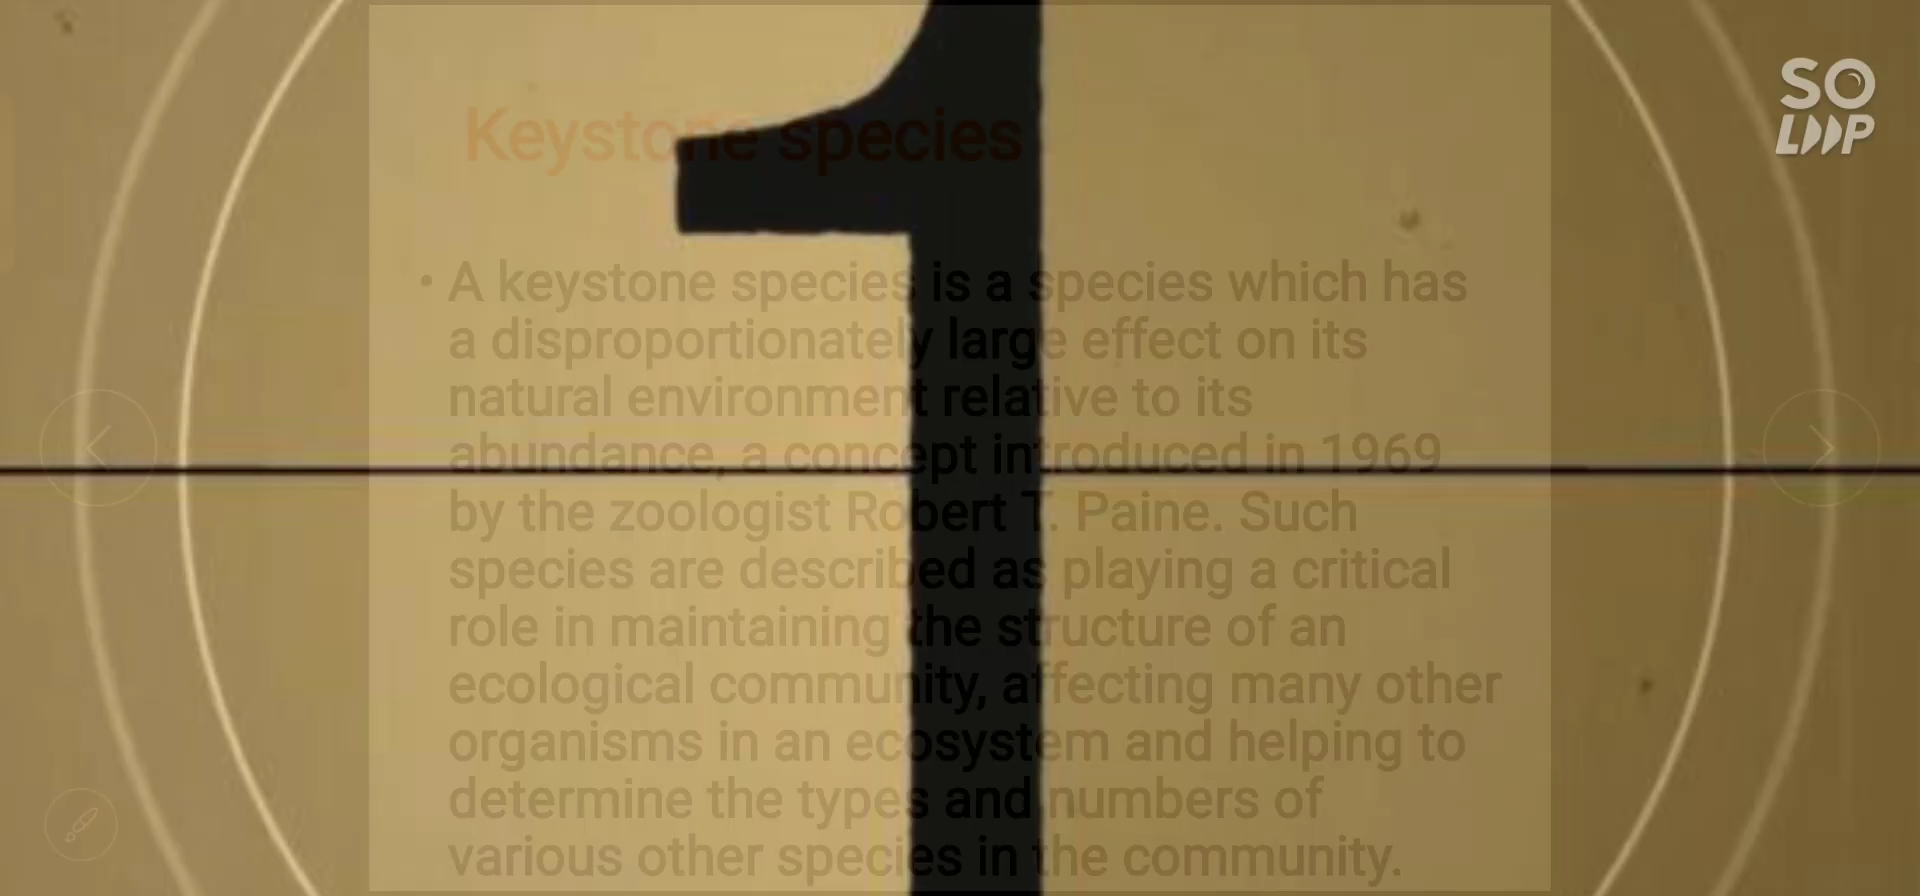 1
SO
LOOP
Keystone species
• A keystone species is a species which has
a disproportionately large effect on its
natural environment relative to its
abundance, a concept introduced in 1969
by the zoologist Robert T. Paine. Such
species are described as playing a critical
role in maintaining the structure of an
ecological community, affecting many other
organisms in an ecosystem and helping to
determine the types and numbers of
various other species in the community.